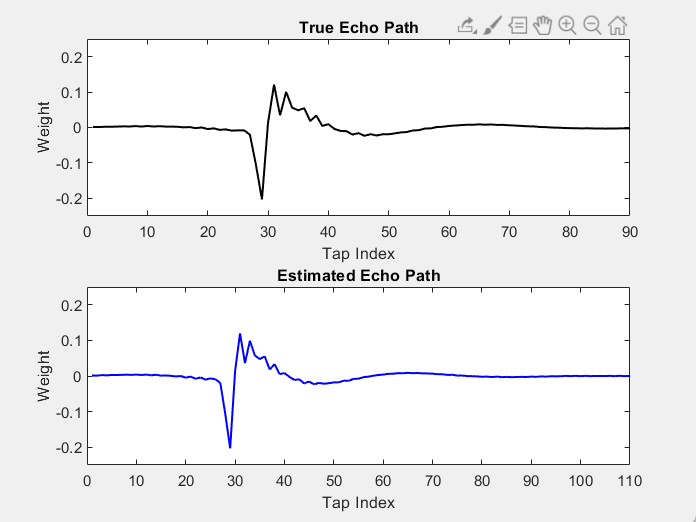 True Echo Path
0.2
0.1
0
-0.1
-0.2
Weight
0 10 20 30 40 50 60 70 80 90
Tap Index
Estimated Echo Path
0.2
0.1
0
-0.1
-0.2
Weight
0 10 20 30 40 50 60 70 80 90 100 110
Tap Index